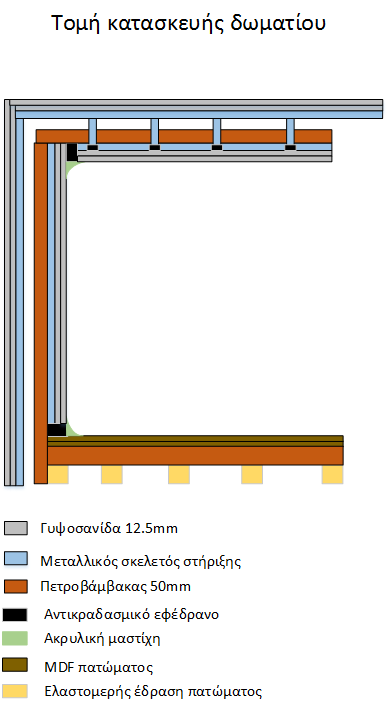 Τομή κατασκευής δωματίου
Γυψοσανίδα 12.5mm
Μεταλλικός σκελετός στήριξης
Πετροβάμβακας 50mm
Αντικραδασμικό εφέδρανο
Ακρυλική μαστίχη
MDF πατώματος
Ελαστομερής έδραση πατώματος